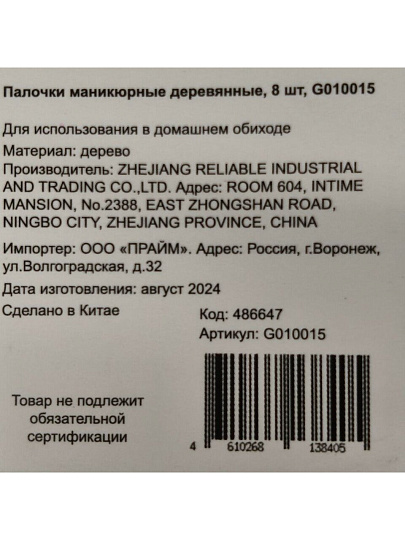 Палочки маникюрные деревянные, 8 шт, G010015
Для использования в домашнем обиходе
Материал: дерево
Производитель: ZHEJIANG RELIABLE INDUSTRIAL
AND TRADING CO.,LTD. Адрес: ROOM 604, INTIME
MANSION, No.2388, EAST ZHONGSHAN ROAD,
NINGBO CITY, ZHEJIANG PROVINCE, CHINA
Импортер: ООО «ПРАЙМ». Адрес: Россия, г.Воронеж,
ул.Волгоградская, д.32
Дата изготовления: август 2024
Сделано в Китае
Код: 486647
Артикул: G010015
Товар не подлежит
обязательной
сертификации
4 610268 138405